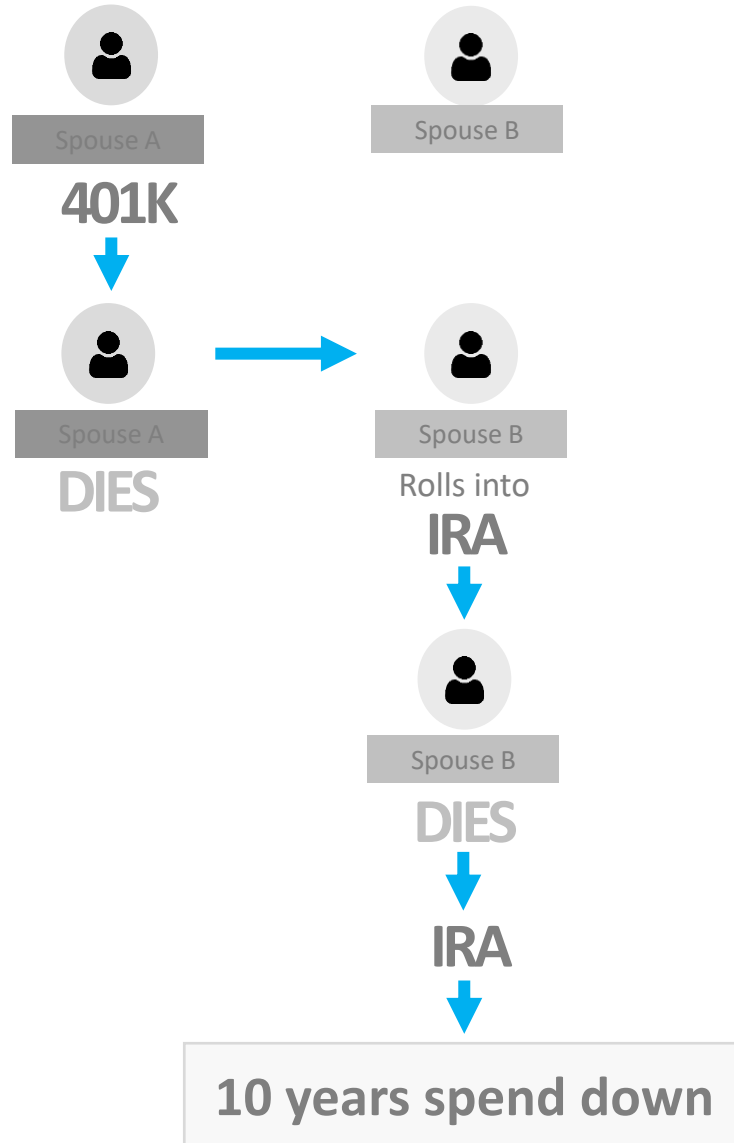 Spouse A
Spouse B
401K
Spouse A
Spouse B
DIES
Rolls into
IRA
Spouse B
DIES
IRA
10 years spend down